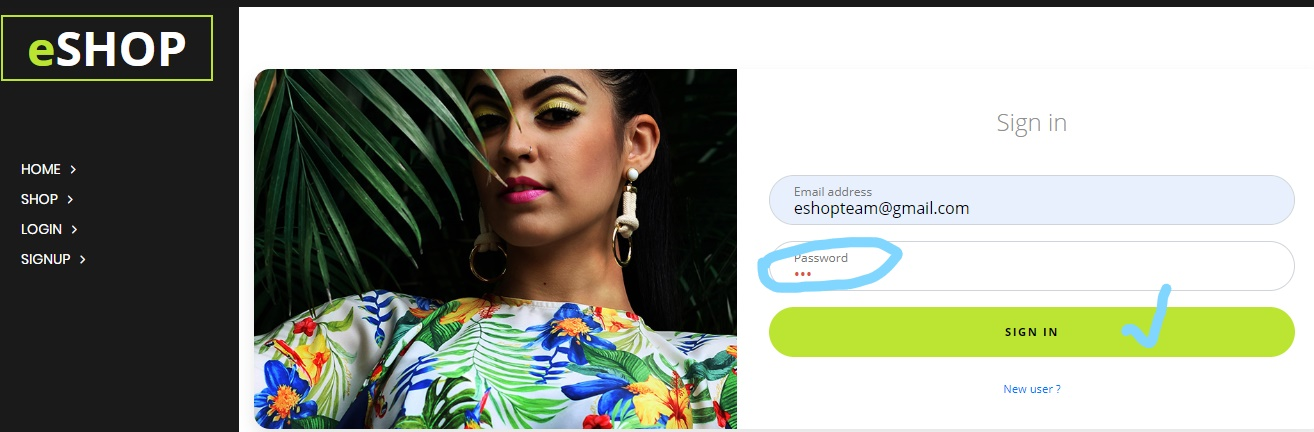 eSHOP
HOME
SHOP
LOGIN
SIGNUP
Sign in
Email address
eshopteam@gmail.com
Password
•••
SIGN IN
New user ?